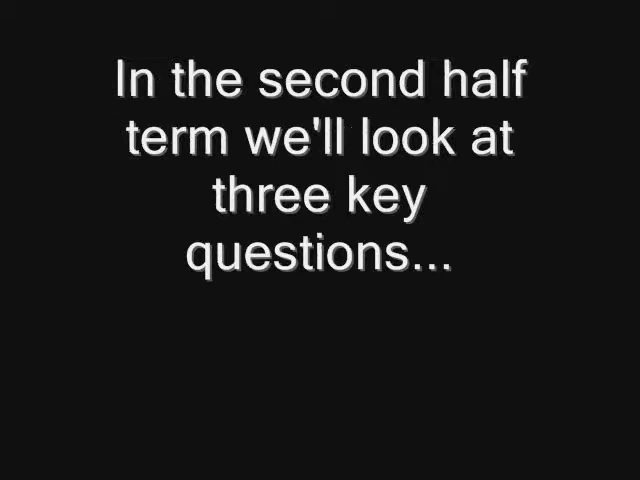 In the second half
term we'll look at
three key
questions...